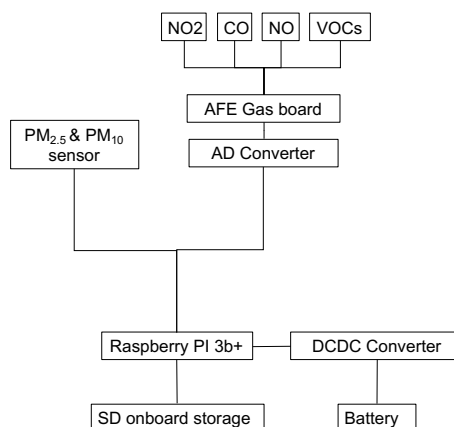 NO2 CO NO VOCs
AFE Gas board
PM2.5 & PM10
sensor
AD Converter
Raspberry PI 3b+ DCDC Converter
SD onboard storage Battery